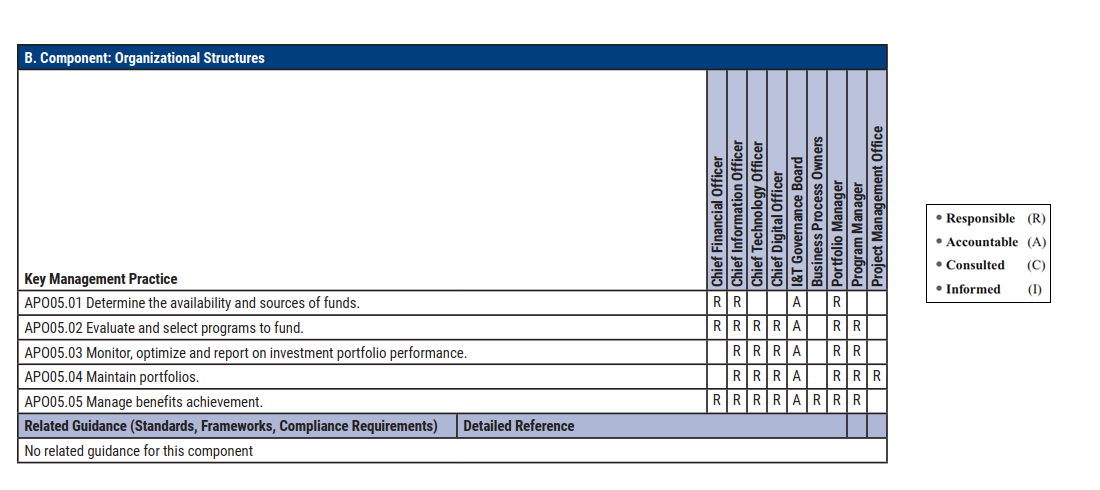 B. Component: Organizational Structures
Key Management Practice
Chief Financial Officer
Chief Information Officer
Chief Technology Officer
Chief Digital Officer
I&T Governance Board
Business Process Owners
Portfolio Manager
Program Manager
Project Management Office
APO05.01 Determine the availability and sources of funds. R R A R
APO05.02 Evaluate and select programs to fund. R R R R A R R
APO05.03 Monitor, optimize and report on investment portfolio performance. R R R A R R
APO05.04 Maintain portfolios. R R R A R R R
APO05.05 Manage benefits achievement. R R R R A R R R
Related Guidance (Standards, Frameworks, Compliance Requirements) Detailed Reference
No related guidance for this component
• Responsible (R)
• Accountable (A)
• Consulted (C)
• Informed (I)